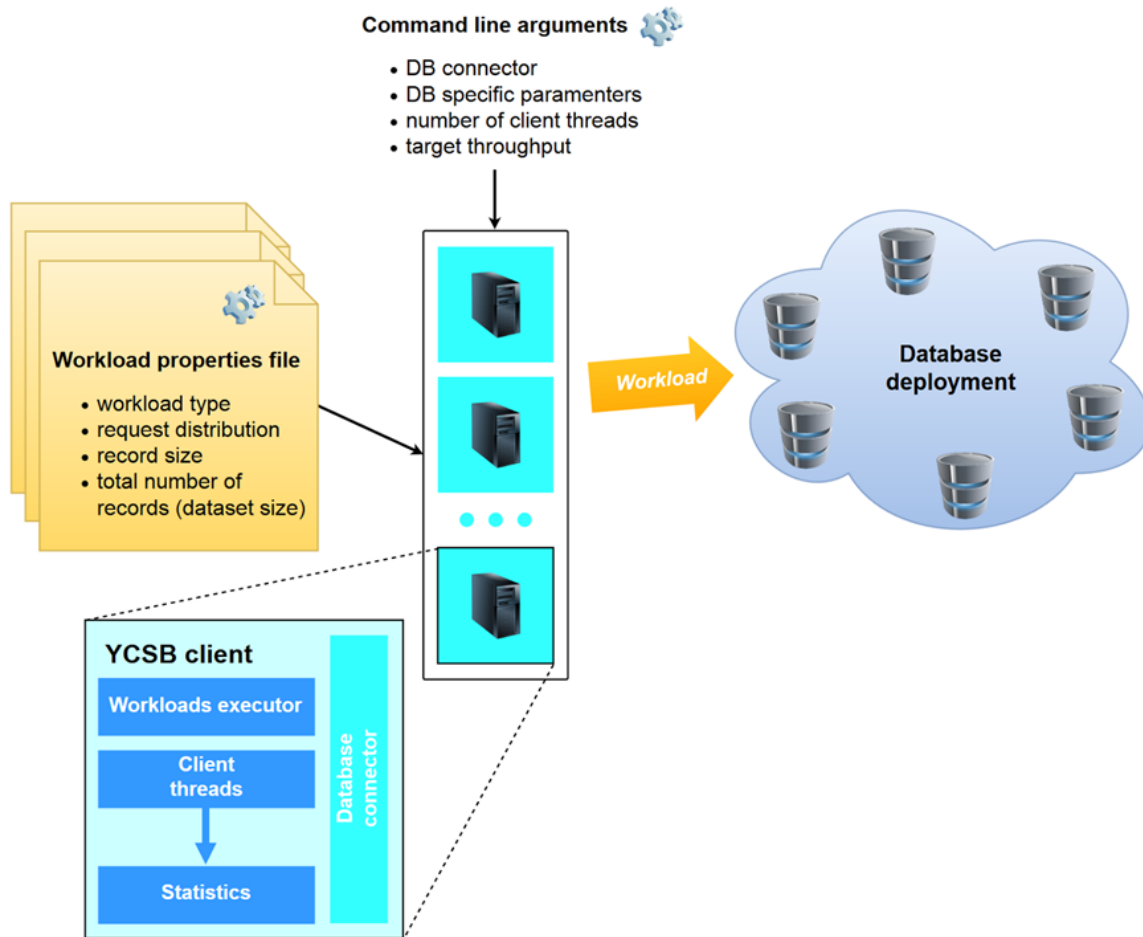 Command line arguments
• DB connector
• DB specific paramenters
• number of client threads
• target throughput
Workload properties file
• workload type
• request distribution
• record size
• total number of
records (dataset size)
Workload
Database
deployment
YCSB client
Workloads executor
Client
threads
Statistics
Database
connector